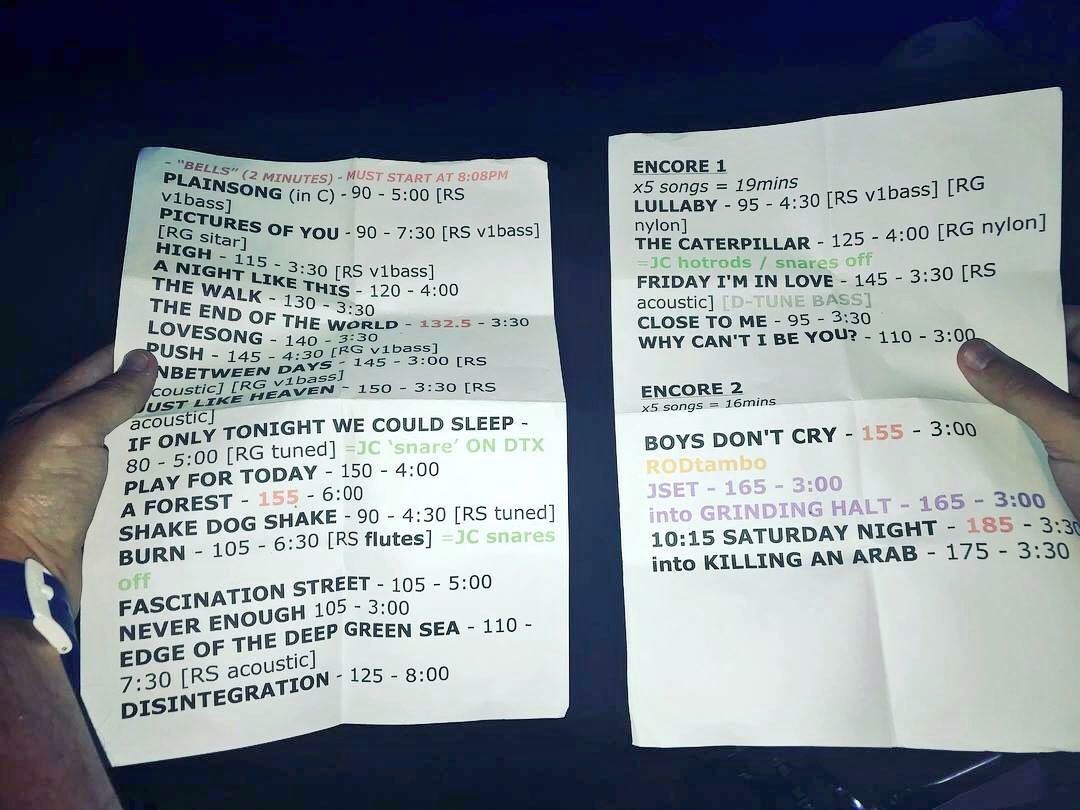 - "BELLS" (2 MINUTES) - MUST START AT 8:08PM
PLAINSONG (in C) - 90 - 5:00 [RS
v1bass]
PICTURES OF YOU - 90 - 7:30 [RS v1bass]
[RG sitar]
HIGH - 115 - 3:30 [RS v1bass]
A NIGHT LIKE THIS - 120 - 4:00
THE WALK - 130 - 3:30
THE END OF THE WORLD - 132.5 - 3:30
LOVESONG - 140 - 3:30
PUSH - 145 - 4:30 [RG v1bass]
NBETWEEN DAYS - 145 - 3:00 [RS
coustic] [RG v1bass]
JUST LIKE HEAVEN - 150 - 3:30 [RS
acoustic]
IF ONLY TONIGHT WE COULD SLEEP -
80 - 5:00 [RG tuned] =JC 'snare' ON DTX
PLAY FOR TODAY - 150 - 4:00
A FOREST - 155 - 6:00
SHAKE DOG SHAKE - 90 - 4:30 [RS tuned]
BURN - 105 - 6:30 [RS flutes] =JC snares
off
FASCINATION STREET - 105 - 5:00
NEVER ENOUGH 105 - 3:00
EDGE OF THE DEEP GREEN SEA - 110 -
7:30 [RS acoustic]
DISINTEGRATION - 125 - 8:00
ENCORE 1
x5 songs = 19mins
LULLABY - 95 - 4:30 [RS v1bass] [RG
nylon]
THE CATERPILLAR - 125 - 4:00 [RG nylon]
=JC hotrods / snares off
FRIDAY I'M IN LOVE - 145 - 3:30 [RS
acoustic] [D-TUNE BASS]
CLOSE TO ME - 95 - 3:30
WHY CAN'T I BE YOU? - 110 - 3:00
ENCORE 2
x5 songs = 16mins
BOYS DON'T CRY - 155 - 3:00
RODtambo
JSET - 165 - 3:00
into GRINDING HALT - 165 - 3:00
10:15 SATURDAY NIGHT - 185 - 3:30
into KILLING AN ARAB - 175 - 3:30